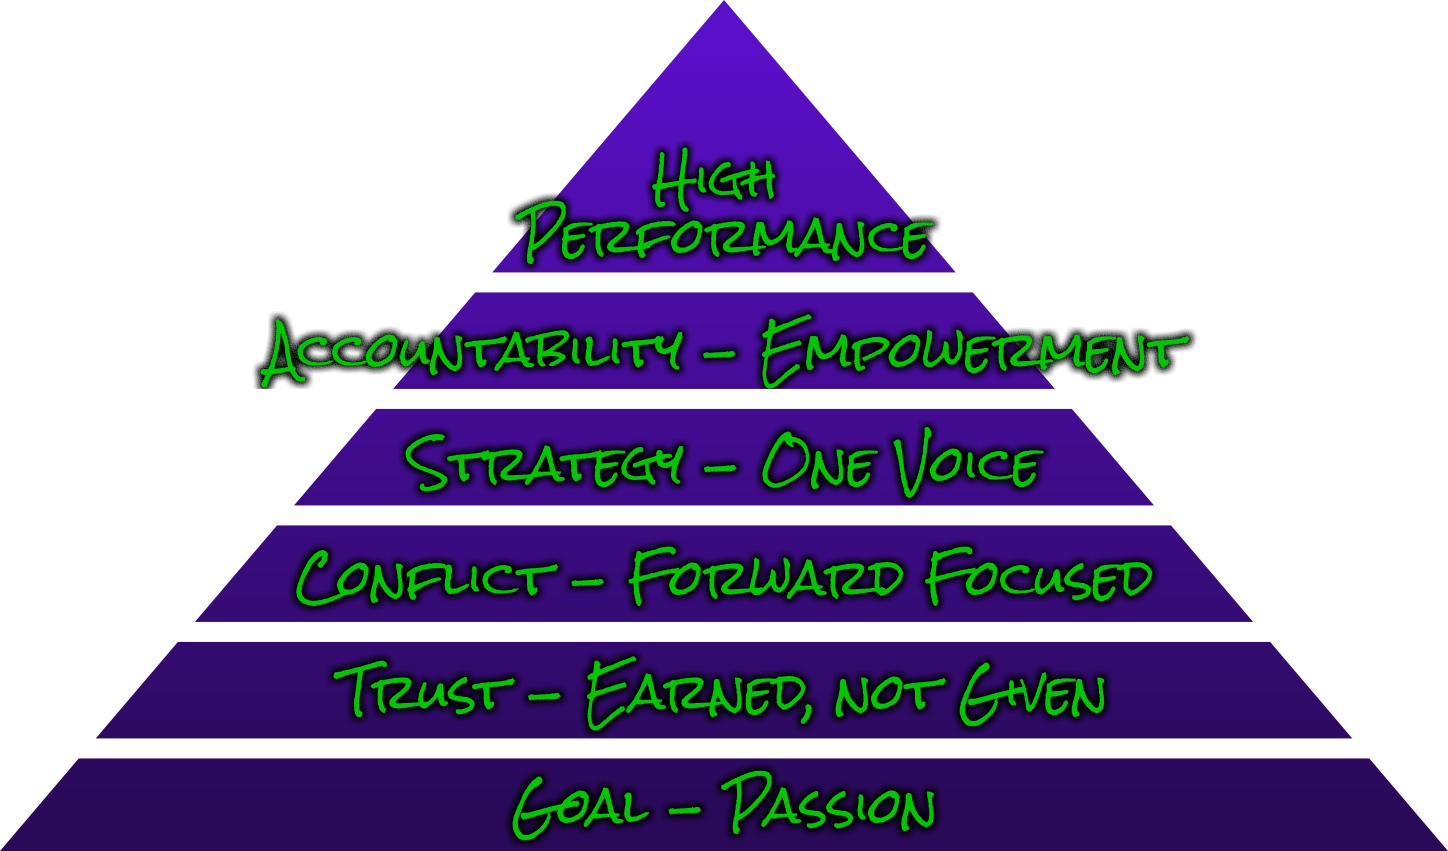 High
Performance
Accountability - Empowerment
Strategy - One Voice
Conflict - Forward Focused
Trust - Earned, not Given
Goal - Passion